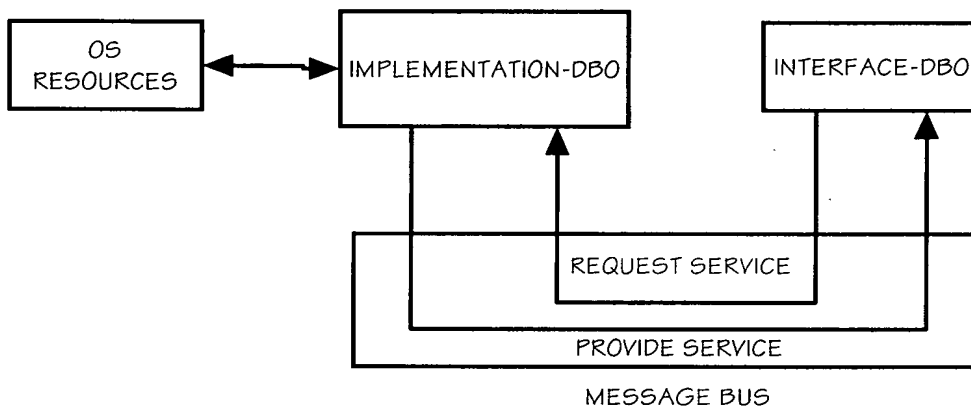 OS
RESOURCES
IMPLEMENTATION-DBO
INTERFACE-DBO
REQUEST SERVICE
PROVIDE SERVICE
MESSAGE BUS